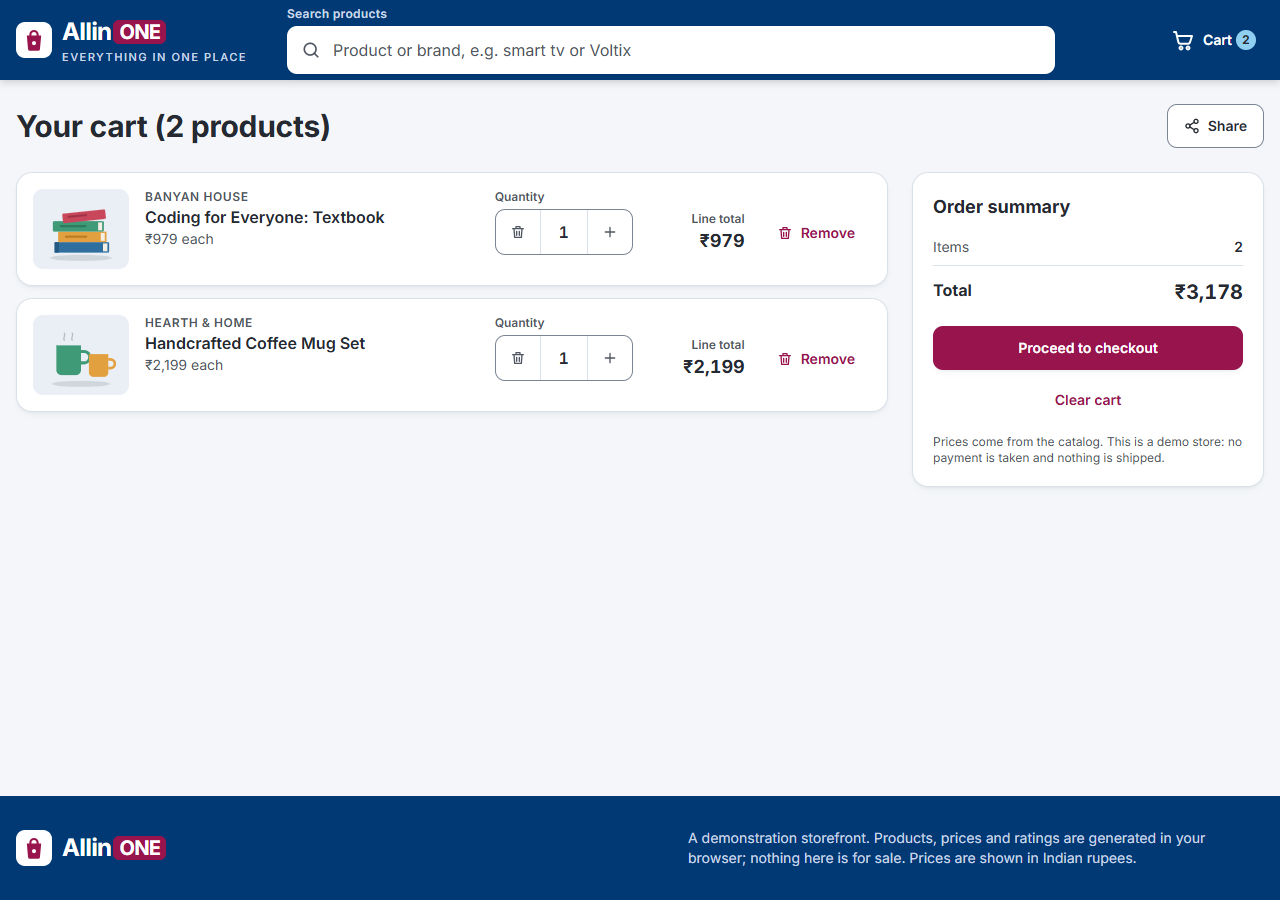 Allin ONE
EVERYTHING IN ONE PLACE
Search products
Product or brand, e.g. smart tv or Voltix
Cart 2
Your cart (2 products)
Share
BANYAN HOUSE
Coding for Everyone: Textbook
₹979 each
Quantity
1
Line total
₹979
Remove
HEARTH & HOME
Handcrafted Coffee Mug Set
₹2,199 each
Quantity
1
Line total
₹2,199
Remove
Order summary
Items 2
Total ₹3,178
Proceed to checkout
Clear cart
Prices come from the catalog. This is a demo store: no
payment is taken and nothing is shipped.
Allin ONE
A demonstration storefront. Products, prices and ratings are generated in your
browser; nothing here is for sale. Prices are shown in Indian rupees.